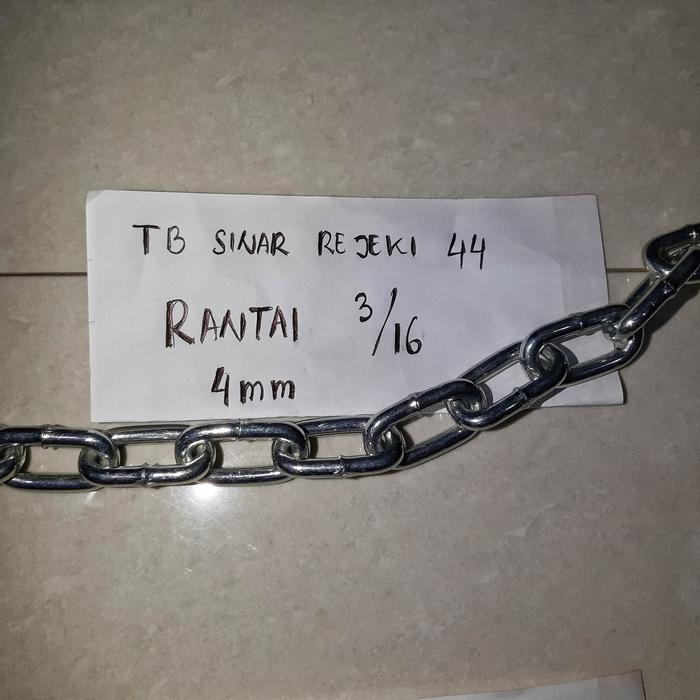 TB SINAR REJEKI 44
RANTAI 3/16
4mm